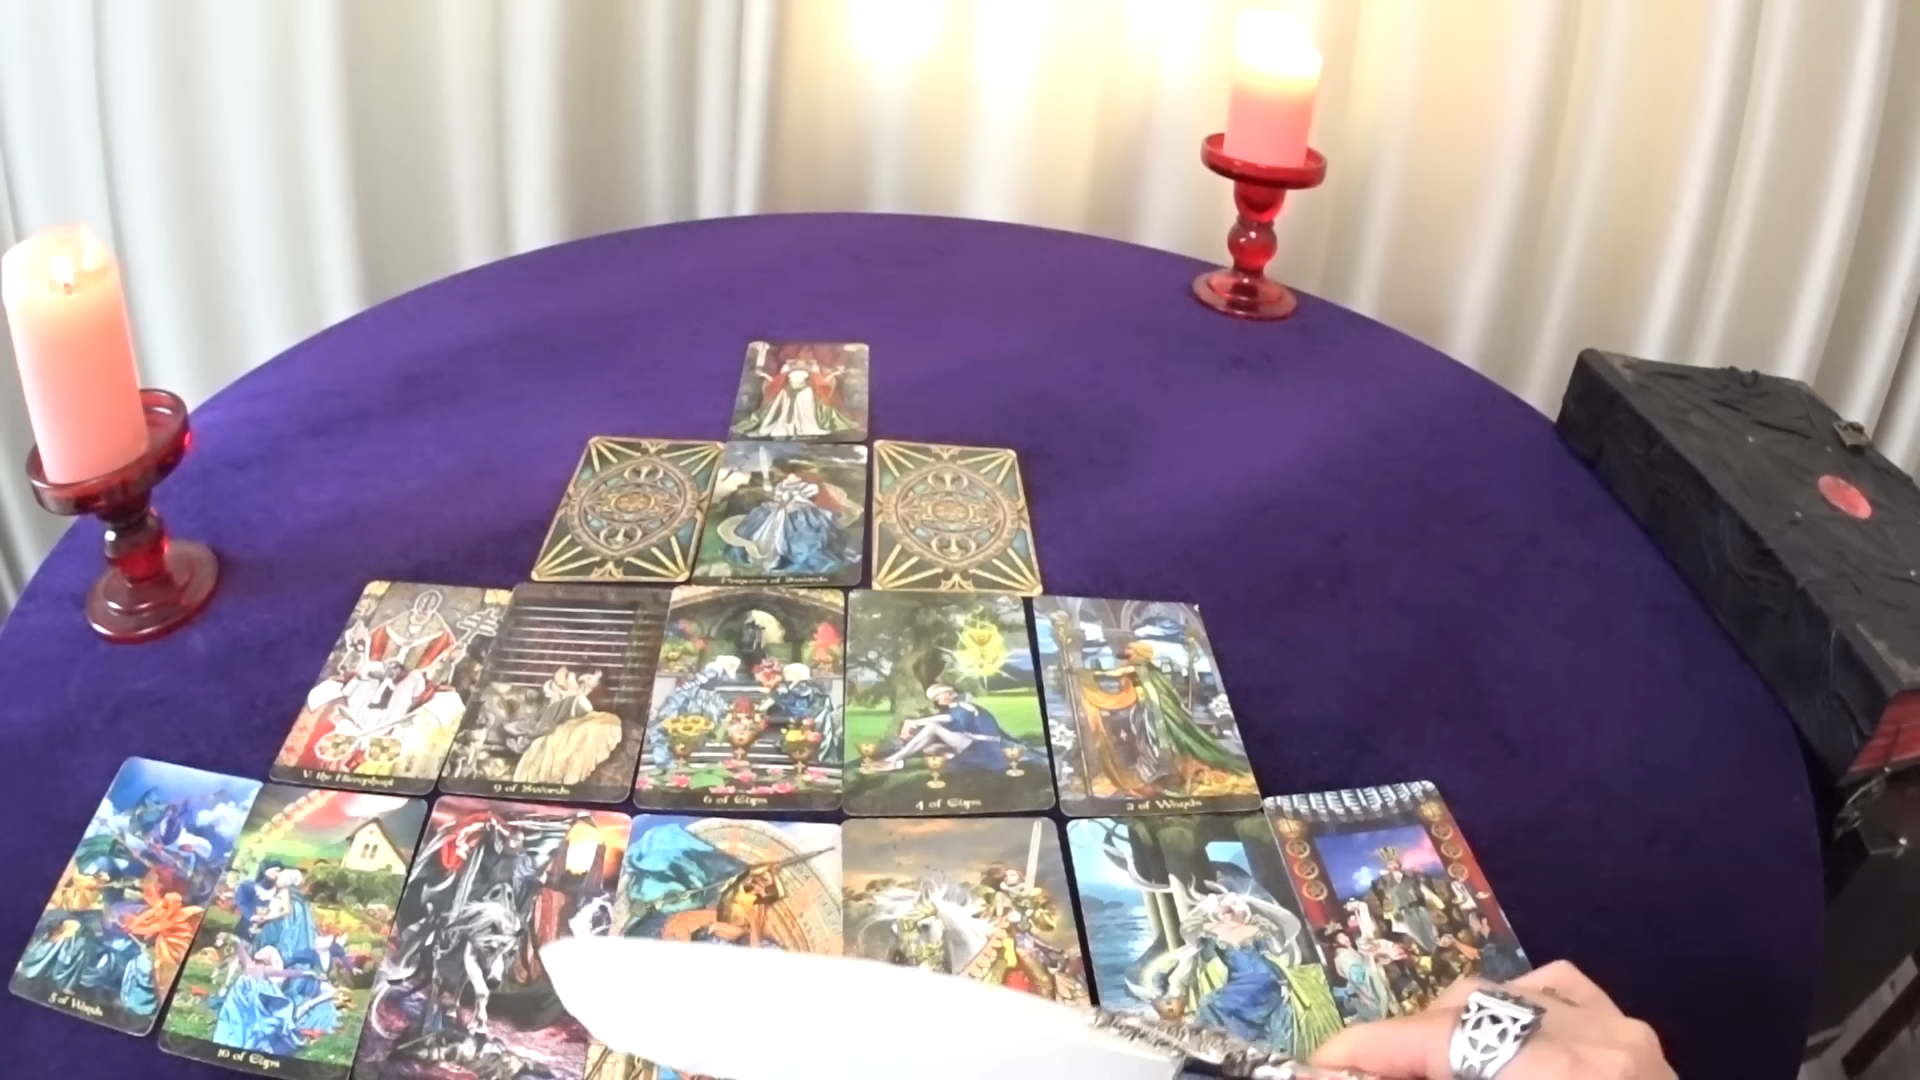 Princess of Swords
V. the Hierophant
9 of Swords
6 of Cups
4 of Cups
2 of Wands
5 of Wands
10 of Cups